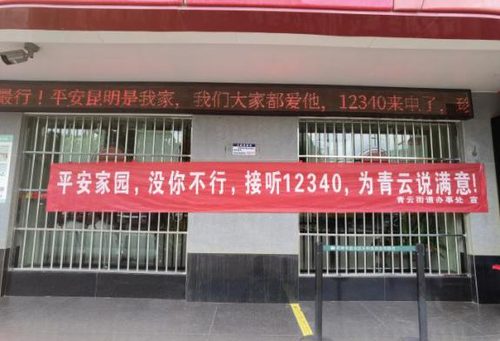 最行！平安昆明是我家，我们大家都爱他，12340来电了，
平安家园，没你不行，接听12340，为青云说满意！
青云街道办事处 宣